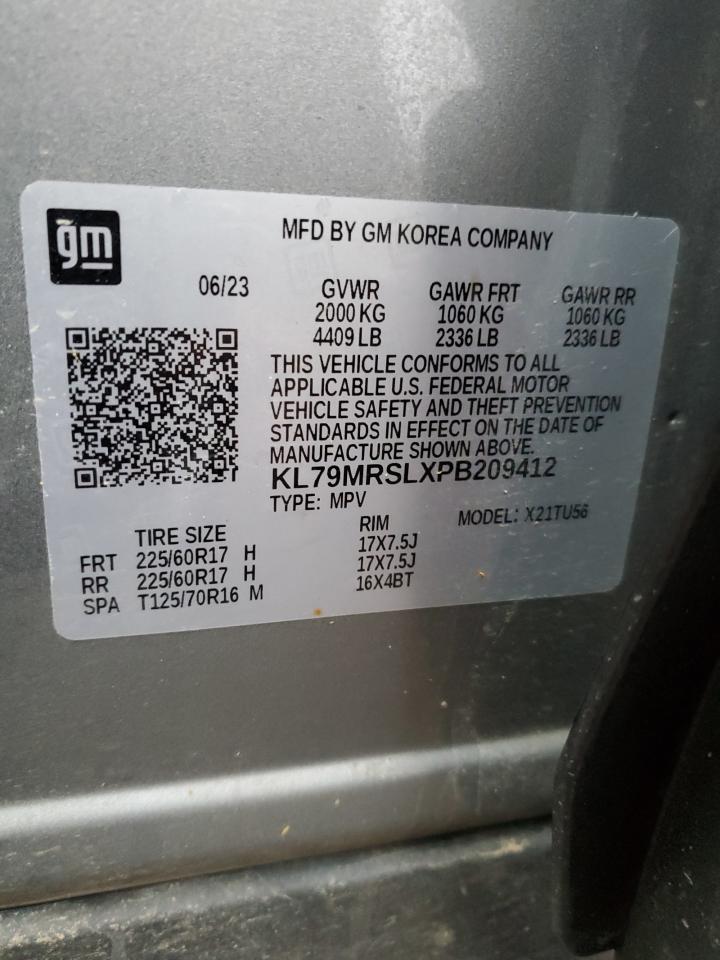 gm
MFD BY GM KOREA COMPANY
06/23 GVWR GAWR FRT GAWR RR
2000 KG 1060 KG 1060 KG
4409 LB 2336 LB 2336 LB
THIS VEHICLE CONFORMS TO ALL
APPLICABLE U.S. FEDERAL MOTOR
VEHICLE SAFETY AND THEFT PREVENTION
STANDARDS IN EFFECT ON THE DATE OF
MANUFACTURE SHOWN ABOVE.
KL79MRSLXPB209412
TYPE: MPV MODEL: X21TU56
TIRE SIZE RIM
FRT 225/60R17 H 17X7.5J
RR 225/60R17 H 17X7.5J
SPA T125/70R16 M 16X4BT